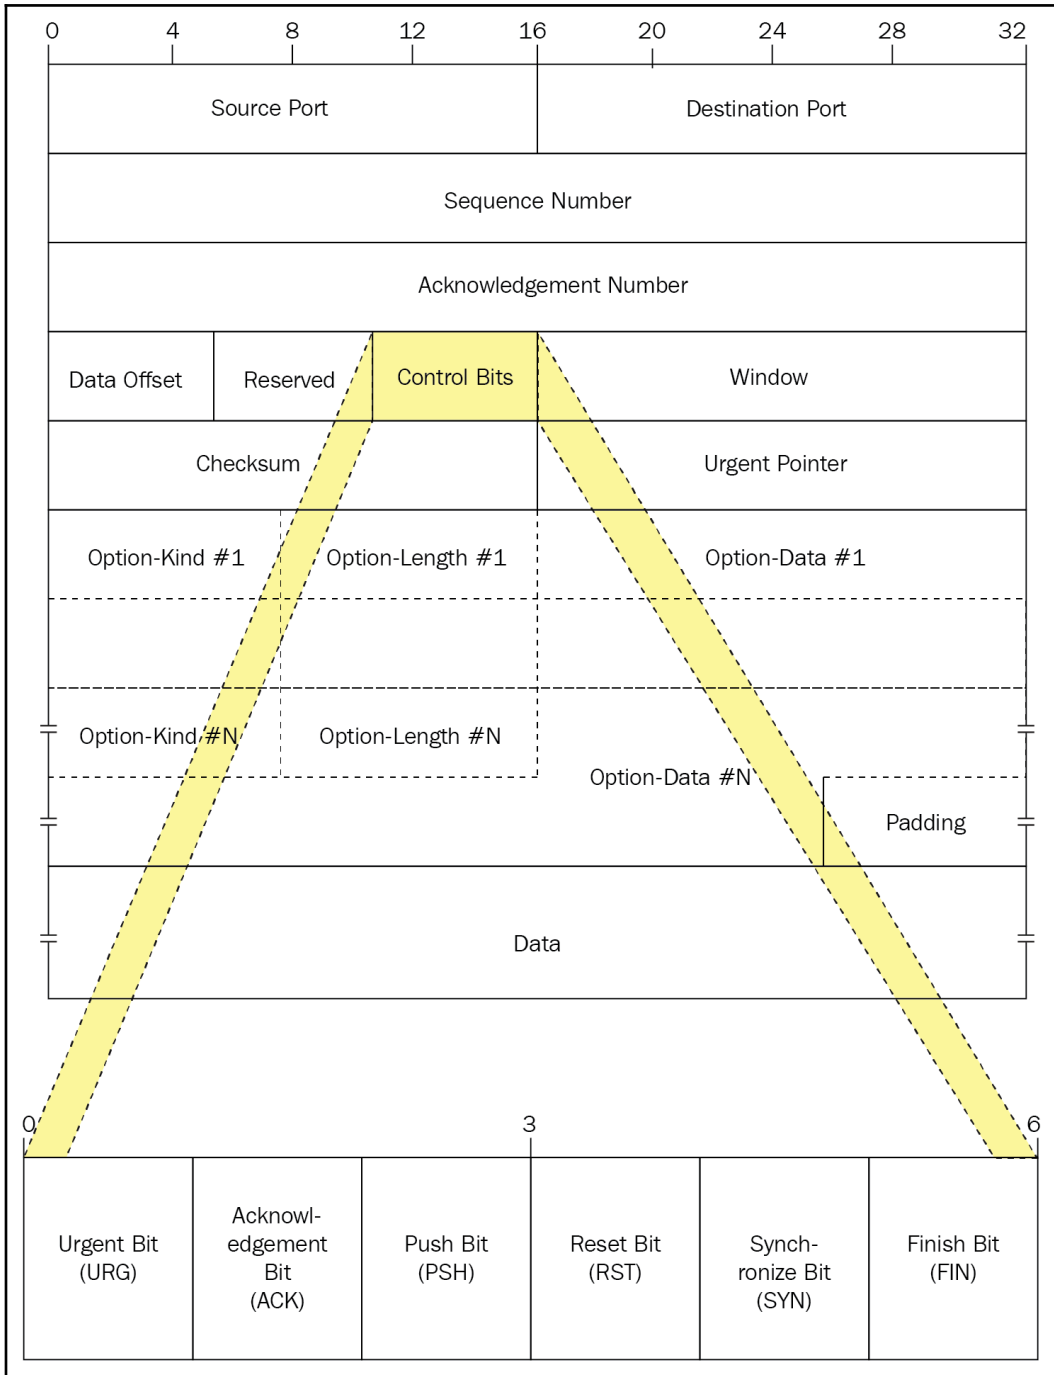 0 4 8 12 16 20 24 28 32
Source Port Destination Port
Sequence Number
Acknowledgement Number
Data Offset Reserved Control Bits Window
Checksum Urgent Pointer
Option-Kind #1 Option-Length #1 Option-Data #1
Option-Kind #N Option-Length #N
Option-Data #N
Padding
Data
0 3 6
Urgent Bit
(URG)
Acknowl-
edgement
Bit
(ACK)
Push Bit
(PSH)
Reset Bit
(RST)
Synch-
ronize Bit
(SYN)
Finish Bit
(FIN)